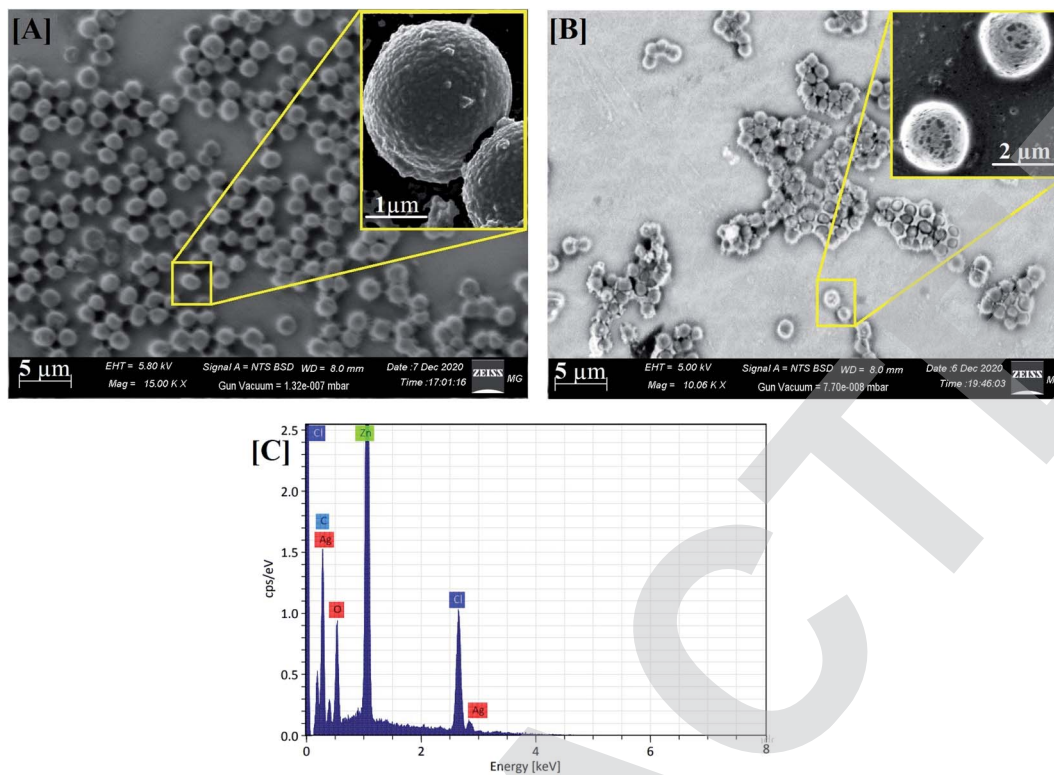 [A]
1μm
5 μm
EHT = 5.80 kV Signal A = NTS BSD WD = 8.0 mm Date :7 Dec 2020
Mag = 15.00 K X Gun Vacuum = 1.32e-007 mbar Time :17:01:16
ZEISS
MG
[B]
2 μm
5 μm
EHT = 5.00 kV Signal A = NTS BSD WD = 8.0 mm Date :6 Dec 2020
Mag = 10.06 K X Gun Vacuum = 7.70e-008 mbar Time :19:46:03
ZEISS
MG
[C]
cps/eV
2.5
2.0
1.5
1.0
0.5
0.0
Cl
Zn
C
Ag
O
Cl
Ag
0 2 4 6 8
Energy [keV]
ACT